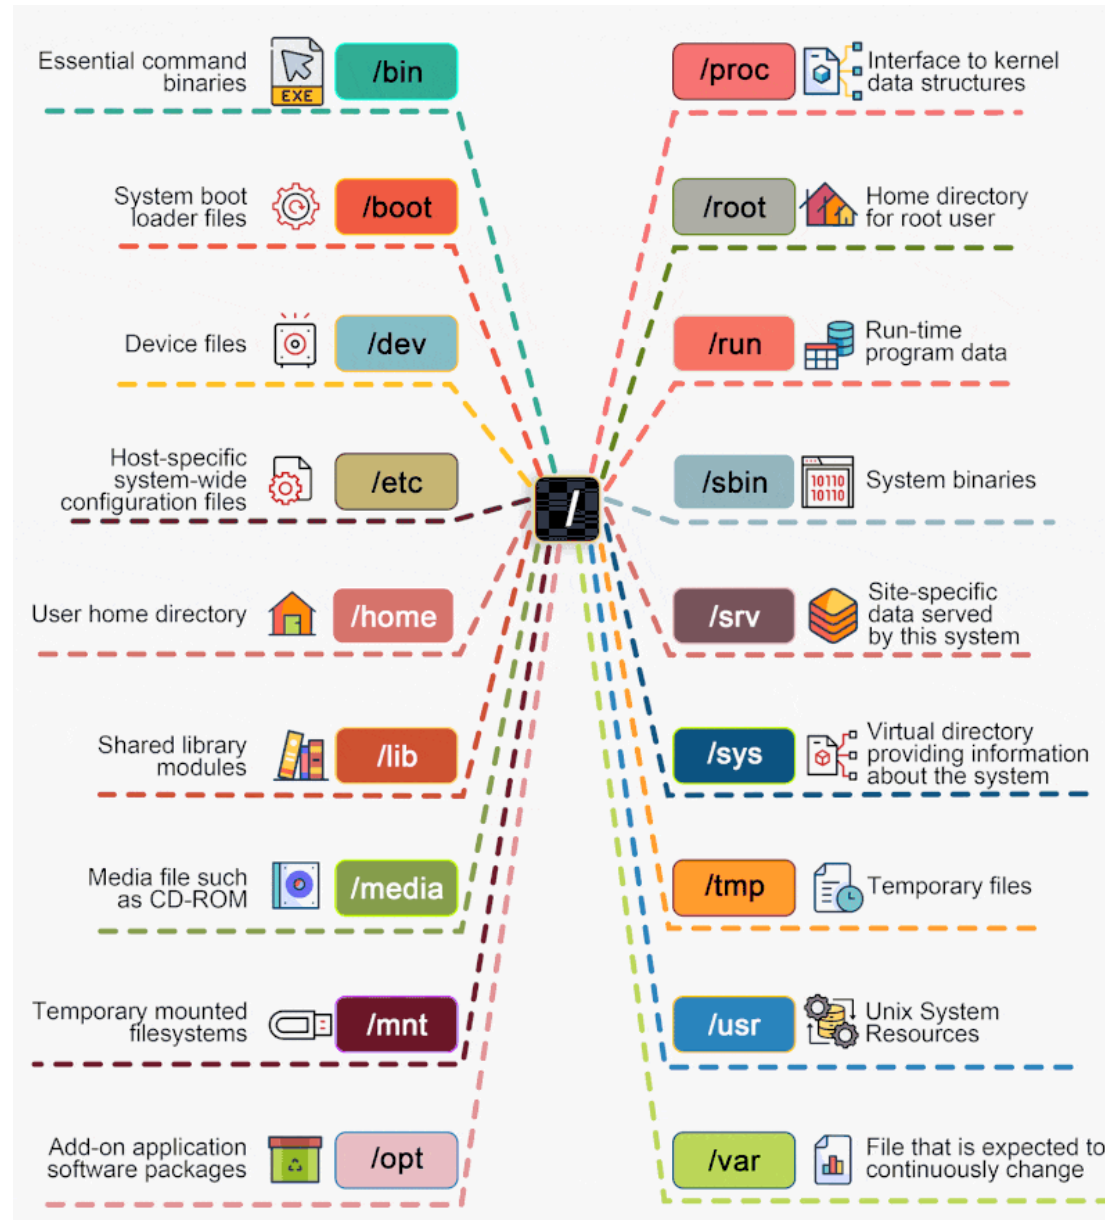 Essential command
binaries
EXE
/bin
System boot
loader files
/boot
Device files
/dev
Host-specific
system-wide
configuration files
/etc
User home directory
/home
Shared library
modules
/lib
Media file such
as CD-ROM
/media
Temporary mounted
filesystems
/mnt
Add-on application
software packages
/opt
/
/proc
Interface to kernel
data structures
/root
Home directory
for root user
/run
Run-time
program data
/sbin
10110
10110
System binaries
/srv
Site-specific
data served
by this system
/sys
Virtual directory
providing information
about the system
/tmp
Temporary files
/usr
Unix System
Resources
/var
File that is expected to
continuously change